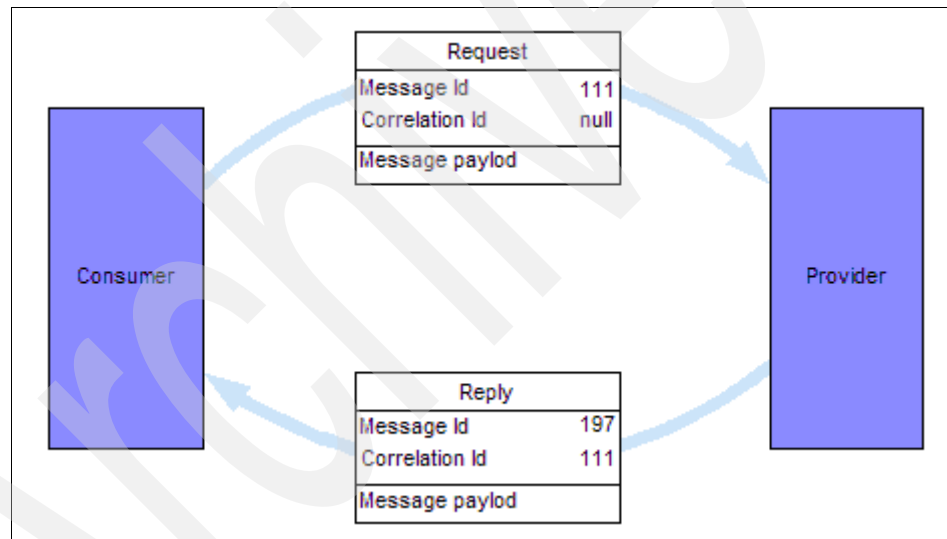 Request
Message Id 111
Correlation Id null
Message paylod
Consumer
Provider
Reply
Message Id 197
Correlation Id 111
Message paylod